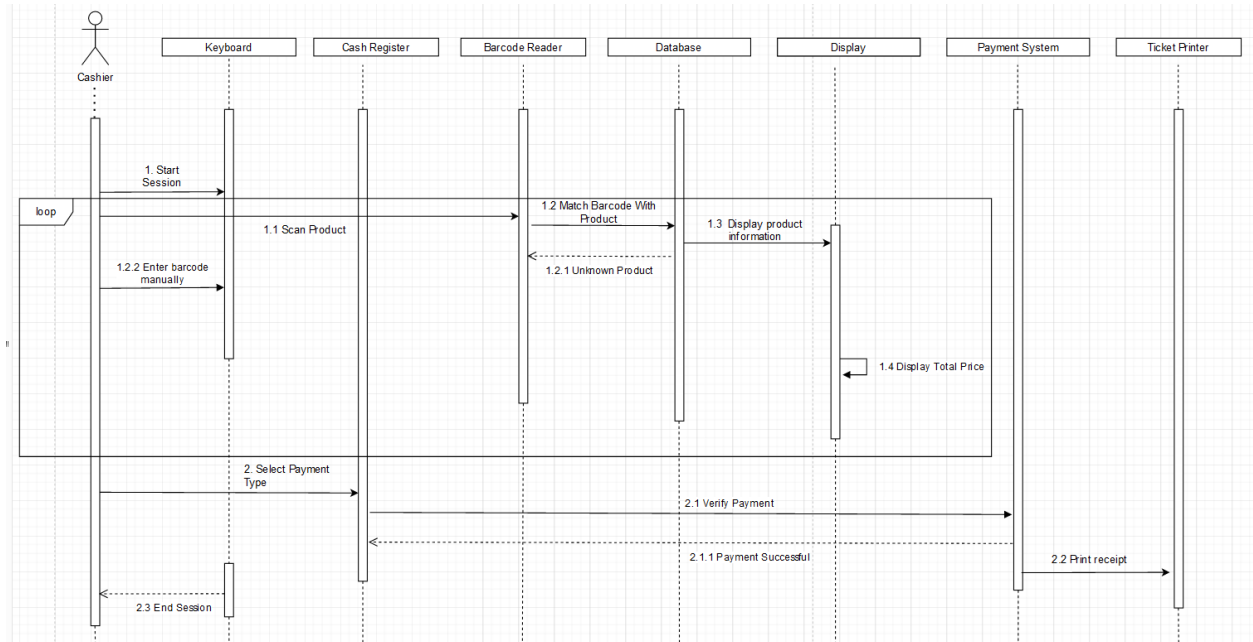 Cashier
Keyboard
Cash Register
Barcode Reader
Database
Display
Payment System
Ticket Printer
1. Start
Session
loop
1.1 Scan Product
1.2 Match Barcode With
Product
1.3 Display product
information
1.2.1 Unknown Product
1.2.2 Enter barcode
manually
1.4 Display Total Price
2. Select Payment
Type
2.1 Verify Payment
2.1.1 Payment Successful
2.2 Print receipt
2.3 End Session